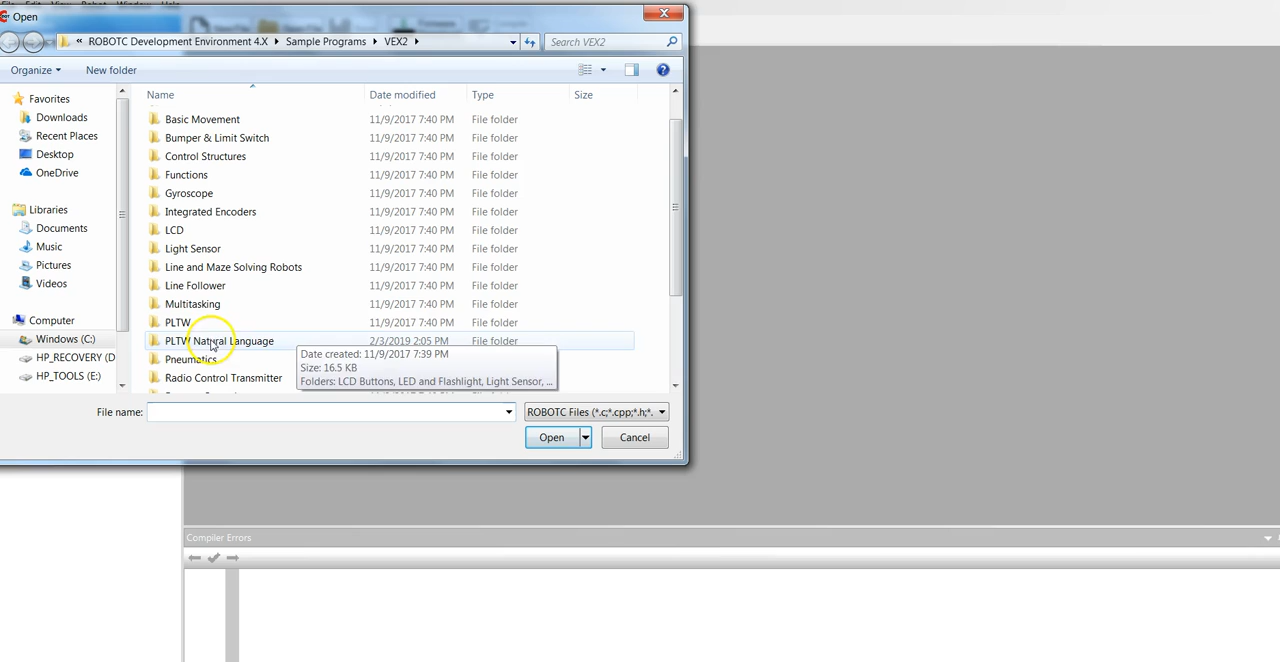 Open
« ROBOTC Development Environment 4.X Sample Programs VEX2
Search VEX2
Organize New folder
Name Date modified Type Size
Favorites
Downloads
Recent Places
Desktop
OneDrive
Libraries
Documents
Music
Pictures
Videos
Computer
Windows (C:)
HP_RECOVERY (D
HP_TOOLS (E:)
Basic Movement 11/9/2017 7:40 PM File folder
Bumper & Limit Switch 11/9/2017 7:40 PM File folder
Control Structures 11/9/2017 7:40 PM File folder
Functions 11/9/2017 7:40 PM File folder
Gyroscope 11/9/2017 7:40 PM File folder
Integrated Encoders 11/9/2017 7:40 PM File folder
LCD 11/9/2017 7:40 PM File folder
Light Sensor 11/9/2017 7:40 PM File folder
Line and Maze Solving Robots 11/9/2017 7:40 PM File folder
Line Follower 11/9/2017 7:40 PM File folder
Multitasking 11/9/2017 7:40 PM File folder
PLTW 11/9/2017 7:40 PM File folder
PLTW Natural Language 2/3/2019 2:05 PM File folder
Pneumatics
Radio Control Transmitter
Date created: 11/9/2017 7:39 PM
Size: 16.5 KB
Folders: LCD Buttons, LED and Flashlight, Light Sensor, ...
File name:
ROBOTC Files (*.c;*.cpp;*.h;*.
Open Cancel
Compiler Errors